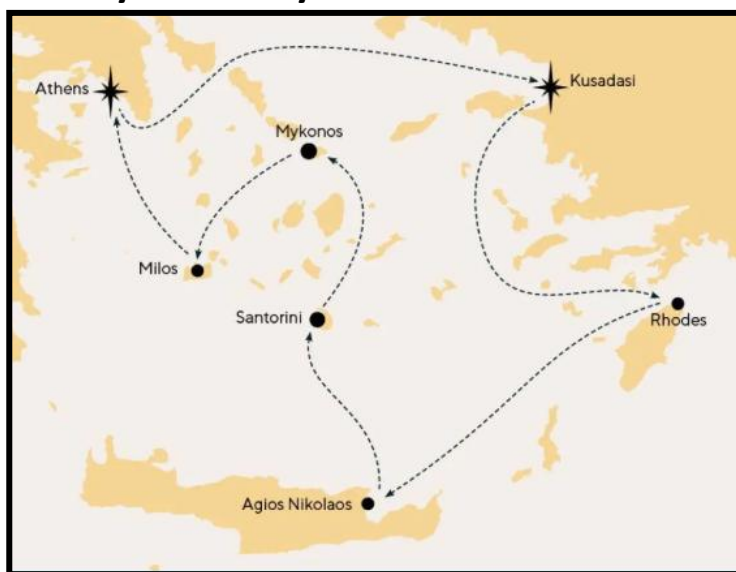 Athens
Kusadasi
Mykonos
Milos
Santorini
Rhodes
Agios Nikolaos